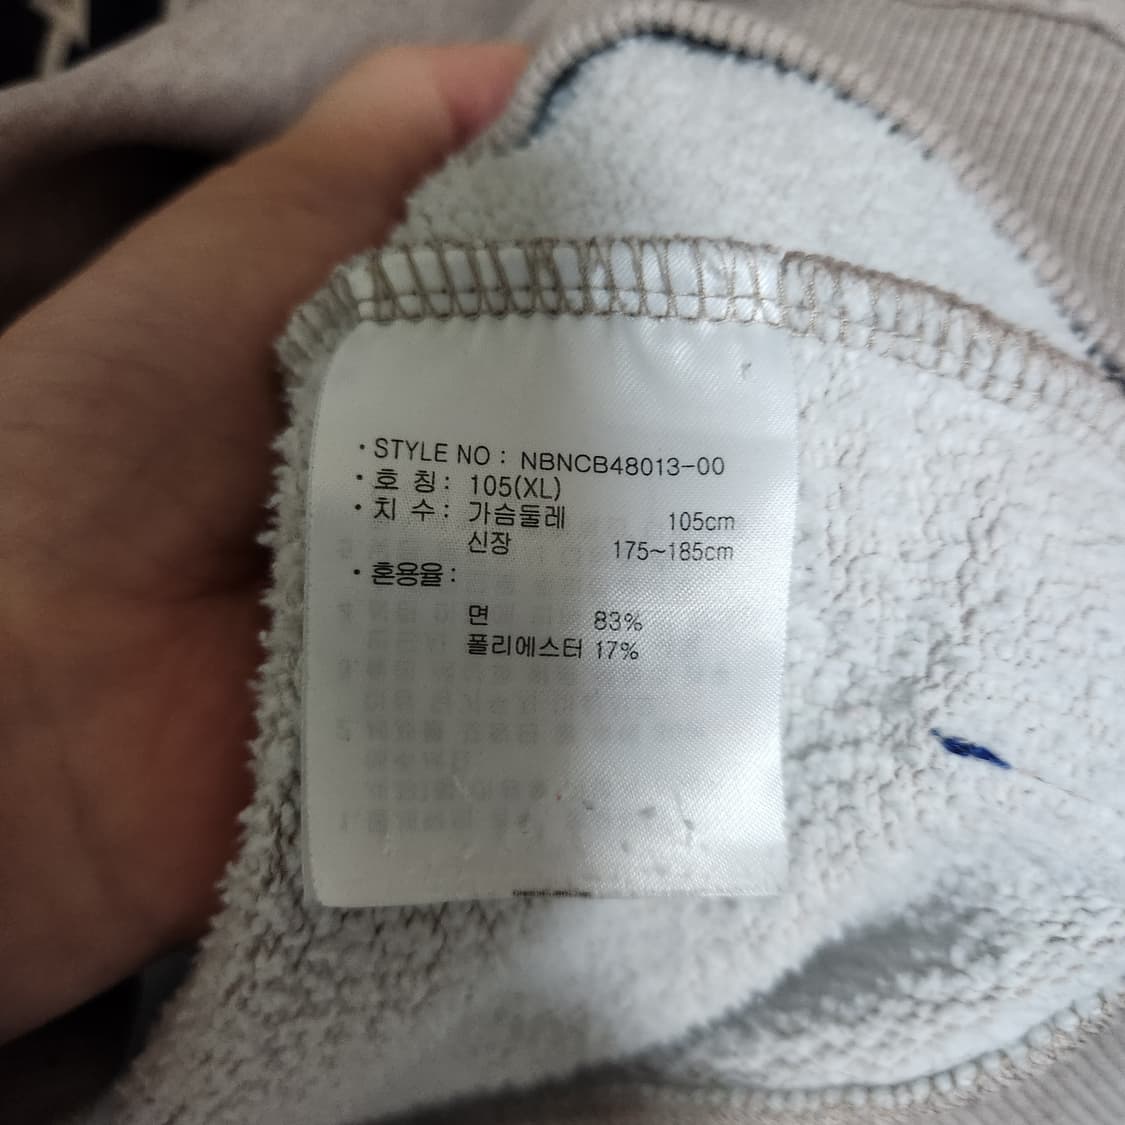 · STYLE NO : NBNCB48013-00
· 호 칭 : 105(XL)
· 치 수 : 가슴둘레 105cm
신장 175~185cm
· 혼용율 :
면 83%
폴리에스터 17%